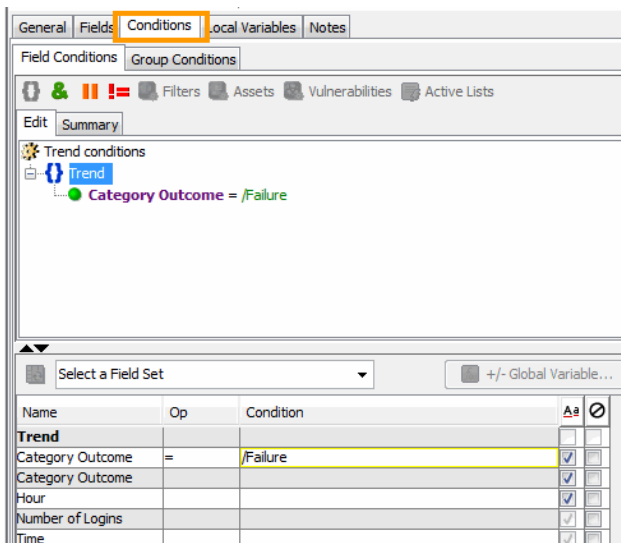 General Fields Conditions Local Variables Notes
Field Conditions Group Conditions
{} & != Filters Assets Vulnerabilities Active Lists
Edit Summary
Trend conditions
{} Trend
Category Outcome = /Failure
Select a Field Set +/- Global Variable...
Name Op Condition Aa
Trend
Category Outcome = /Failure
Category Outcome
Hour
Number of Logins
Time